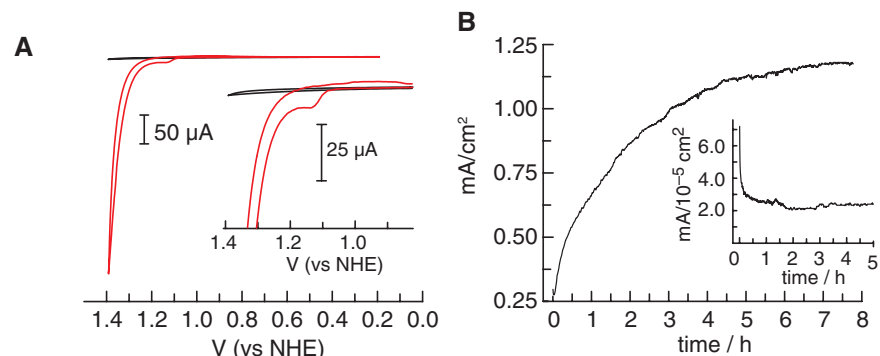 A
50 µA
25 µA
1.4 1.2 1.0
V (vs NHE)
1.4 1.2 1.0 0.8 0.6 0.4 0.2 0.0
V (vs NHE)
B
1.25
1.00
0.75
0.50
0.25
mA/cm²
0 1 2 3 4 5 6 7 8
time / h
6.0
4.0
2.0
mA/10⁻⁵ cm²
0 1 2 3 4 5
time / h